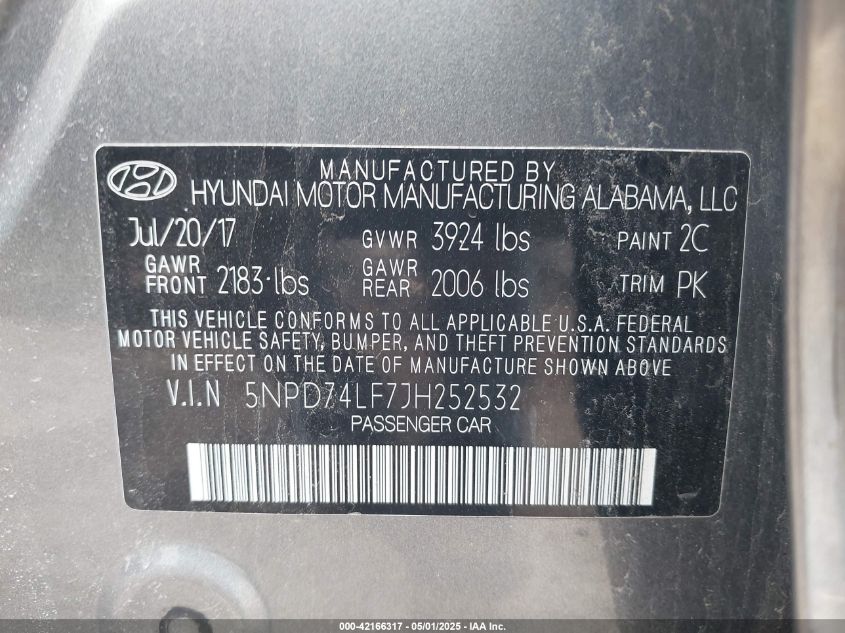 MANUFACTURED BY
HYUNDAI MOTOR MANUFACTURING ALABAMA, LLC
Jul/20/17 GVWR 3924 lbs PAINT 2C
GAWR FRONT 2183 lbs GAWR REAR 2006 lbs TRIM PK
THIS VEHICLE CONFORMS TO ALL APPLICABLE U.S.A. FEDERAL
MOTOR VEHICLE SAFETY, BUMPER, AND THEFT PREVENTION STANDARDS
IN EFFECT ON THE DATE OF MANUFACTURE SHOWN ABOVE
V.I.N 5NPD74LF7JH252532
PASSENGER CAR
000-42166317 - 05/01/2025 - IAA Inc.